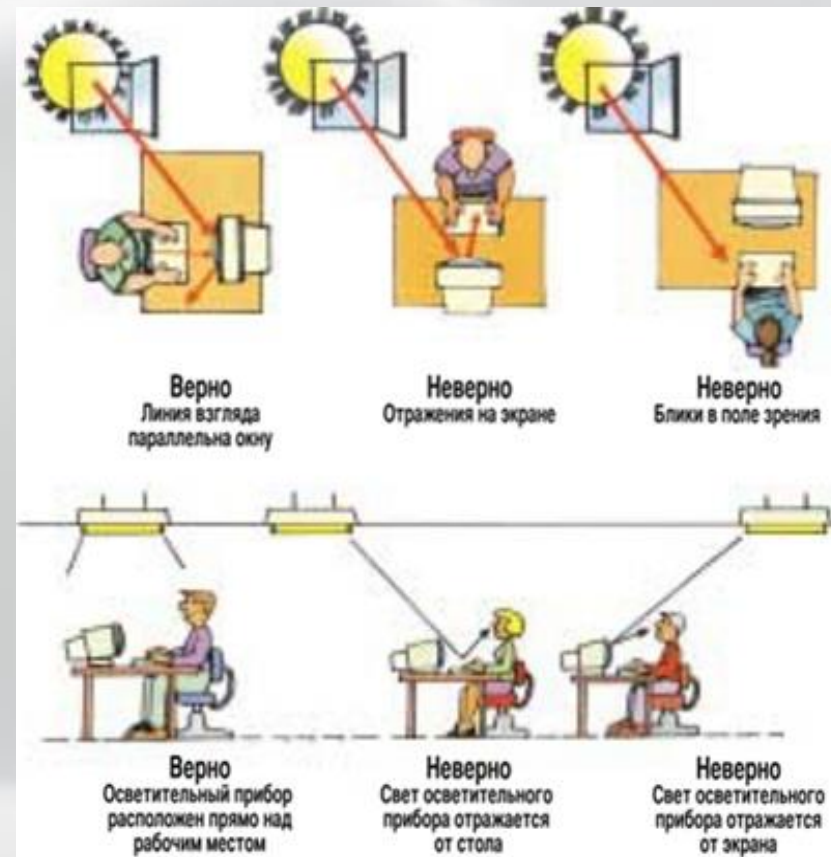 Верно
Линия взгляда
параллельна окну
Неверно
Отражения на экране
Неверно
Блики в поле зрения
Верно
Осветительный прибор
расположен прямо над
рабочим местом
Неверно
Свет осветительного
прибора отражается
от стола
Неверно
Свет осветительного
прибора отражается
от экрана